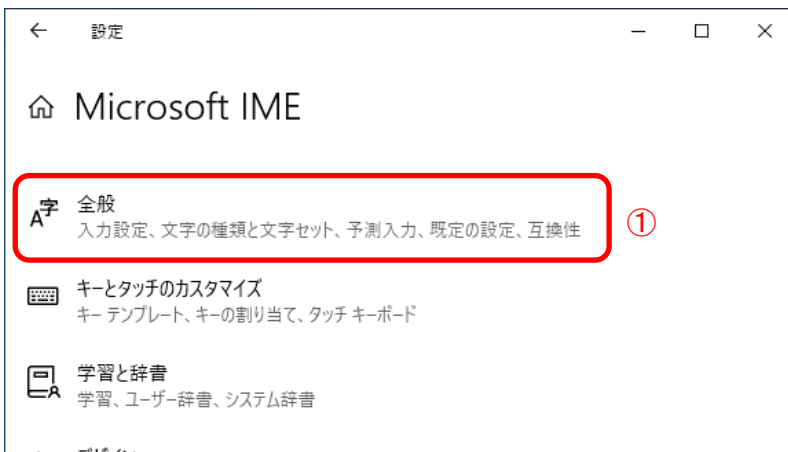 設定
Microsoft IME
全般
入力設定、文字の種類と文字セット、予測入力、既定の設定、互換性
①
キーとタッチのカスタマイズ
キー テンプレート、キーの割り当て、タッチ キーボード
学習と辞書
学習、ユーザー辞書、システム辞書